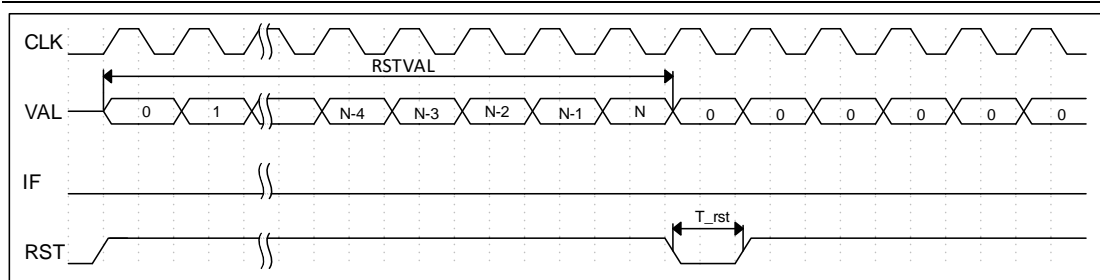 CLK
RSTVAL
VAL 0 1 N-4 N-3 N-2 N-1 N 0 0 0 0 0 0
IF
T_rst
RST